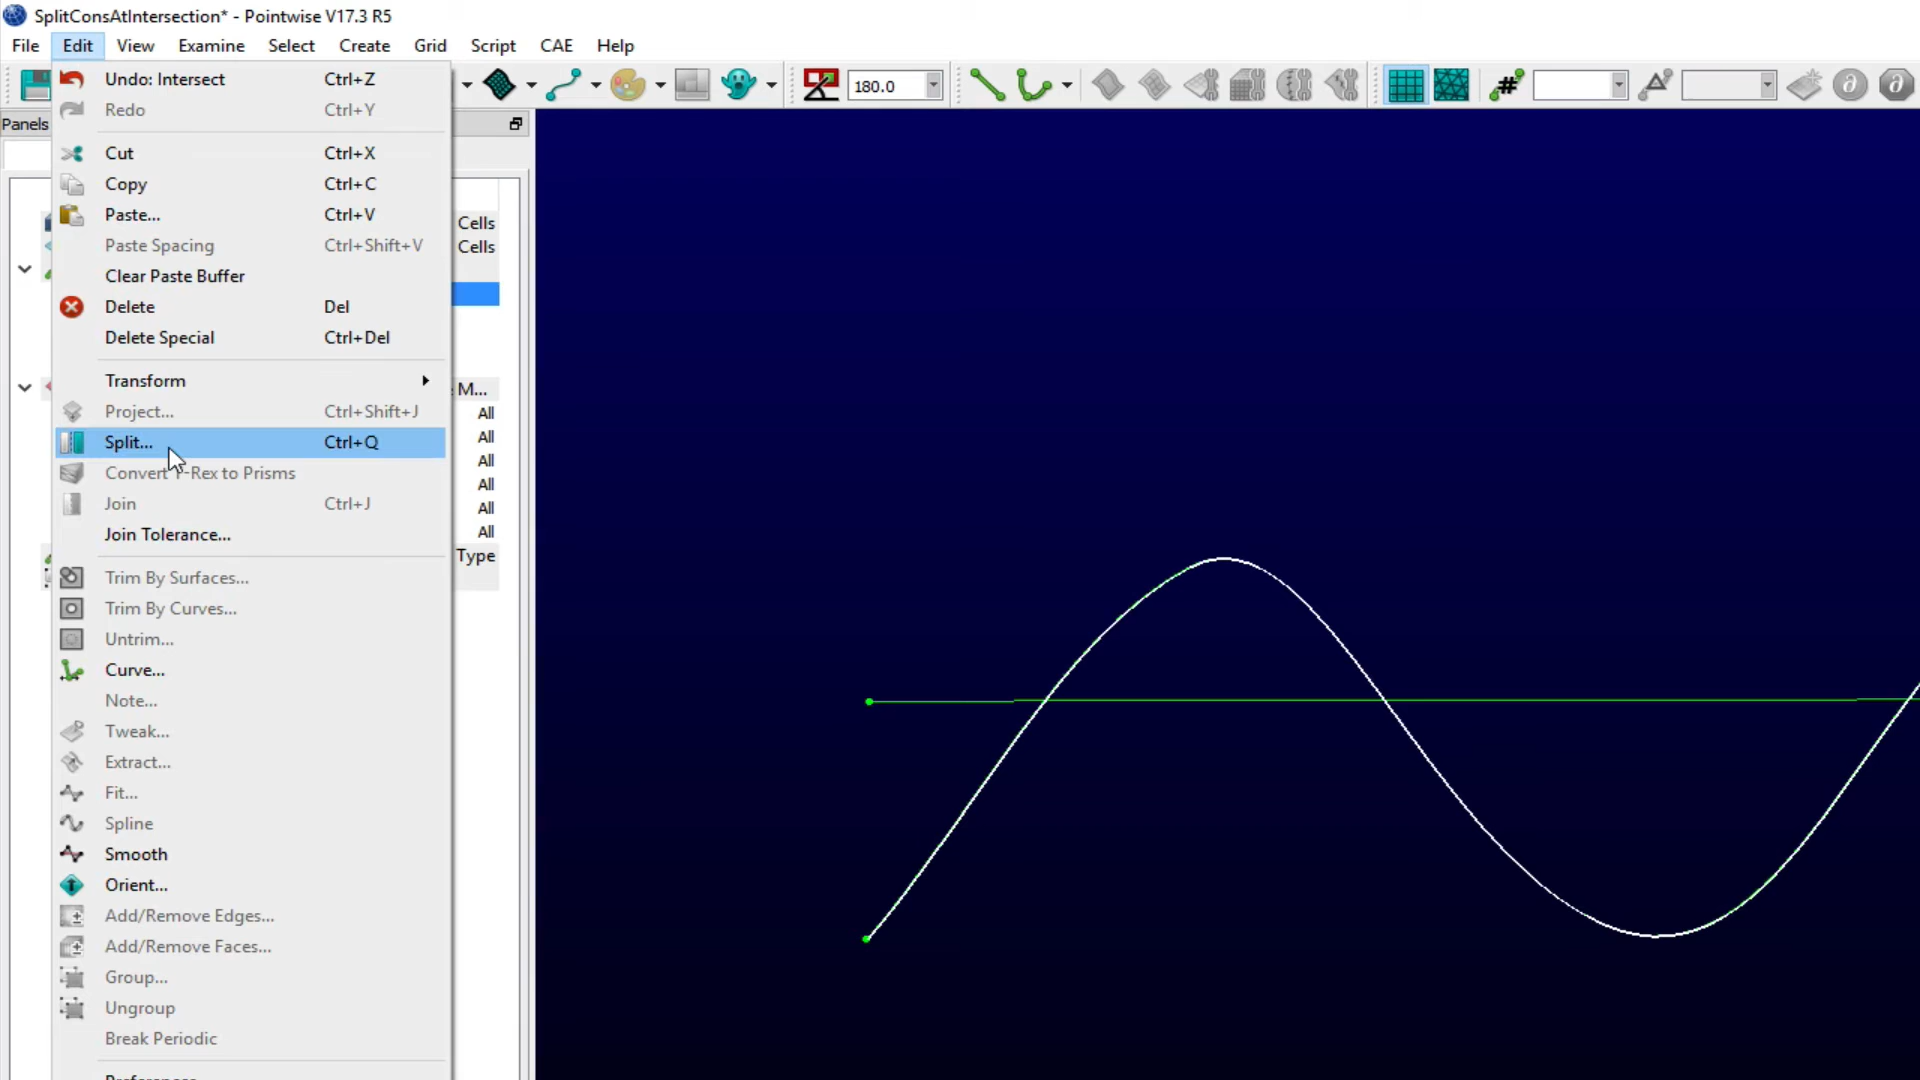 SplitConsAtIntersection* - Pointwise V17.3 R5
File Edit View Examine Select Create Grid Script CAE Help
180.0
Panels
Undo: Intersect Ctrl+Z
Redo Ctrl+Y
Cut Ctrl+X
Copy Ctrl+C
Paste... Ctrl+V
Paste Spacing Ctrl+Shift+V
Clear Paste Buffer
Delete Del
Delete Special Ctrl+Del
Transform
Project... Ctrl+Shift+J
Split... Ctrl+Q
Convert T-Rex to Prisms
Join Ctrl+J
Join Tolerance...
Trim By Surfaces...
Trim By Curves...
Untrim...
Curve...
Note...
Tweak...
Extract...
Fit...
Spline
Smooth
Orient...
Add/Remove Edges...
Add/Remove Faces...
Group...
Ungroup
Break Periodic
Cells
Cells
M...
All
All
All
All
All
All
Type